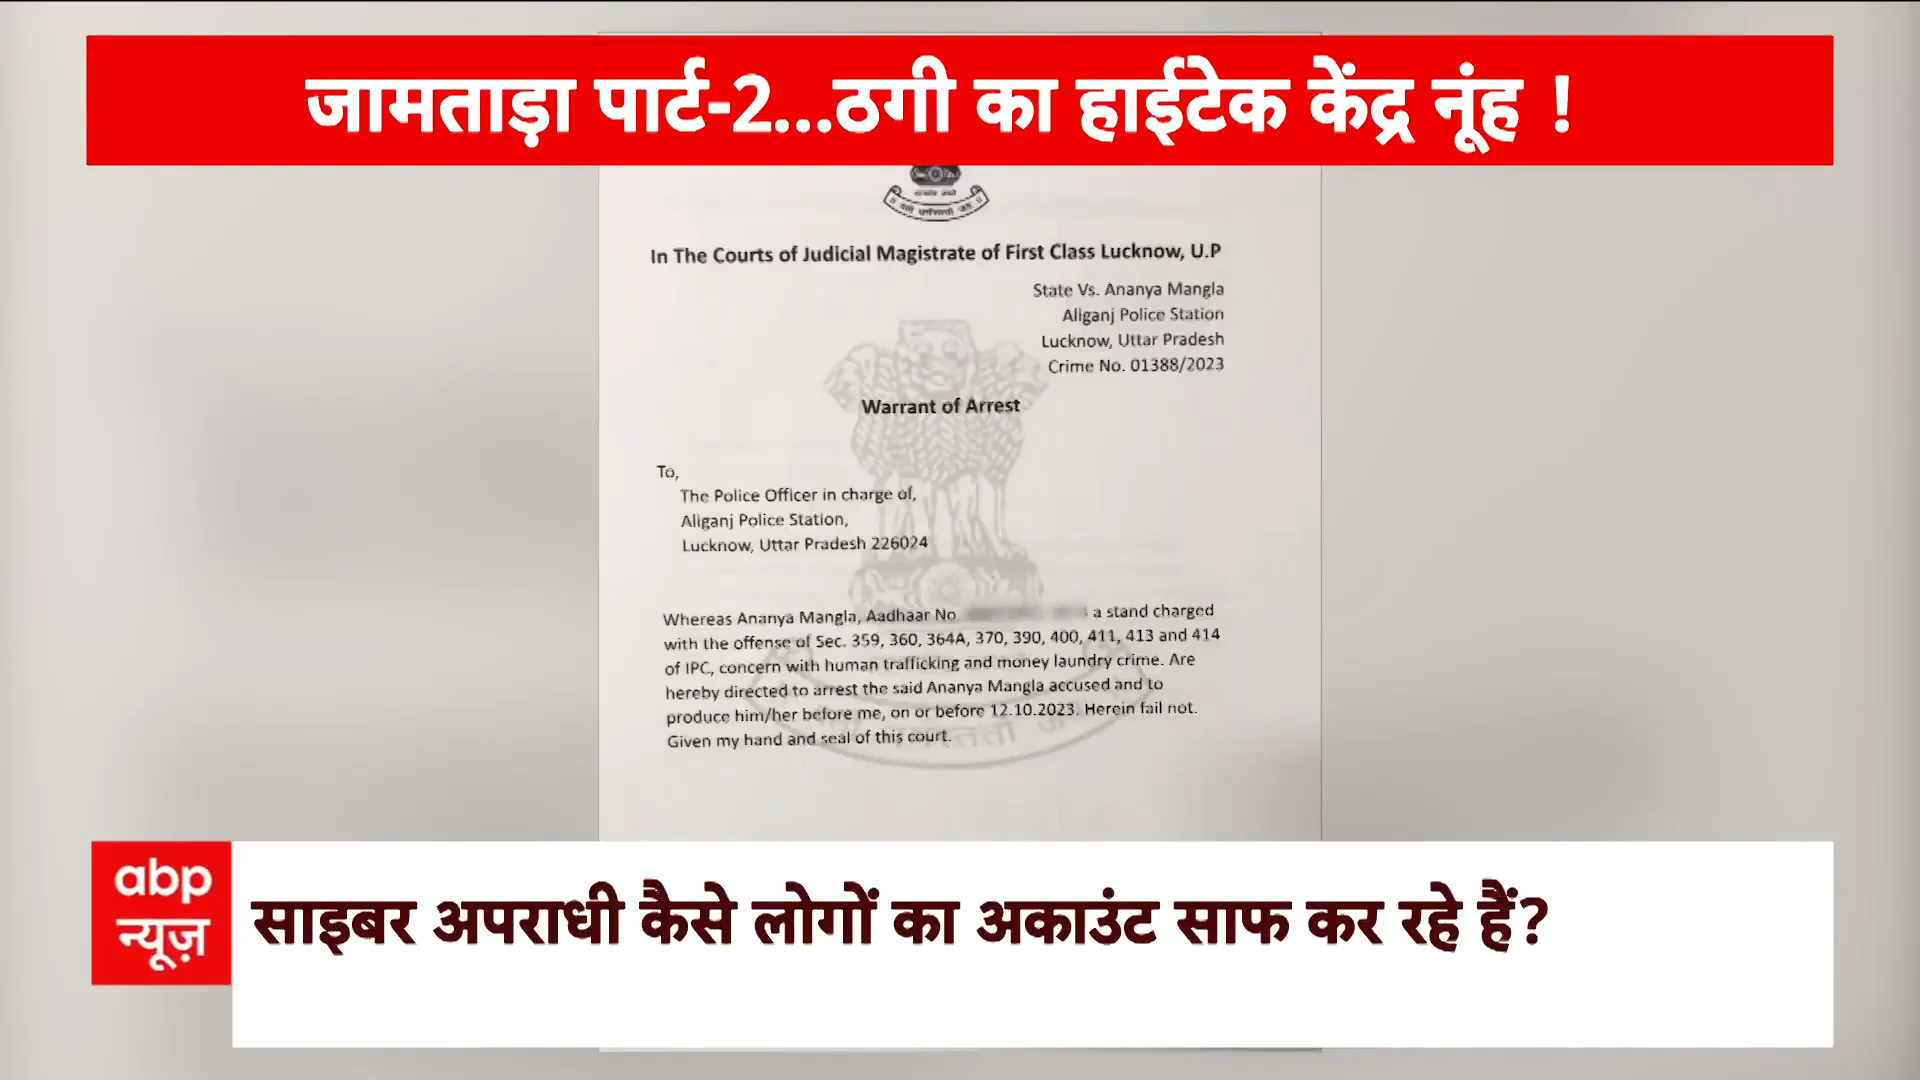 जामताड़ा पार्ट-2...ठगी का हाईटेक केंद्र नूंह !
In The Courts of Judicial Magistrate of First Class Lucknow, U.P
State Vs. Ananya Mangla
Aliganj Police Station
Lucknow, Uttar Pradesh
Crime No. 01388/2023
Warrant of Arrest
To,
The Police Officer in charge of,
Aliganj Police Station,
Lucknow, Uttar Pradesh 226024
Whereas Ananya Mangla, Aadhaar No a stand charged
with the offense of Sec. 359, 360, 364A, 370, 390, 400, 411, 413 and 414
of IPC, concern with human trafficking and money laundry crime. Are
hereby directed to arrest the said Ananya Mangla accused and to
produce him/her before me, on or before 12.10.2023. Herein fail not.
Given my hand and seal of this court.
abp
न्यूज़
साइबर अपराधी कैसे लोगों का अकाउंट साफ कर रहे हैं?